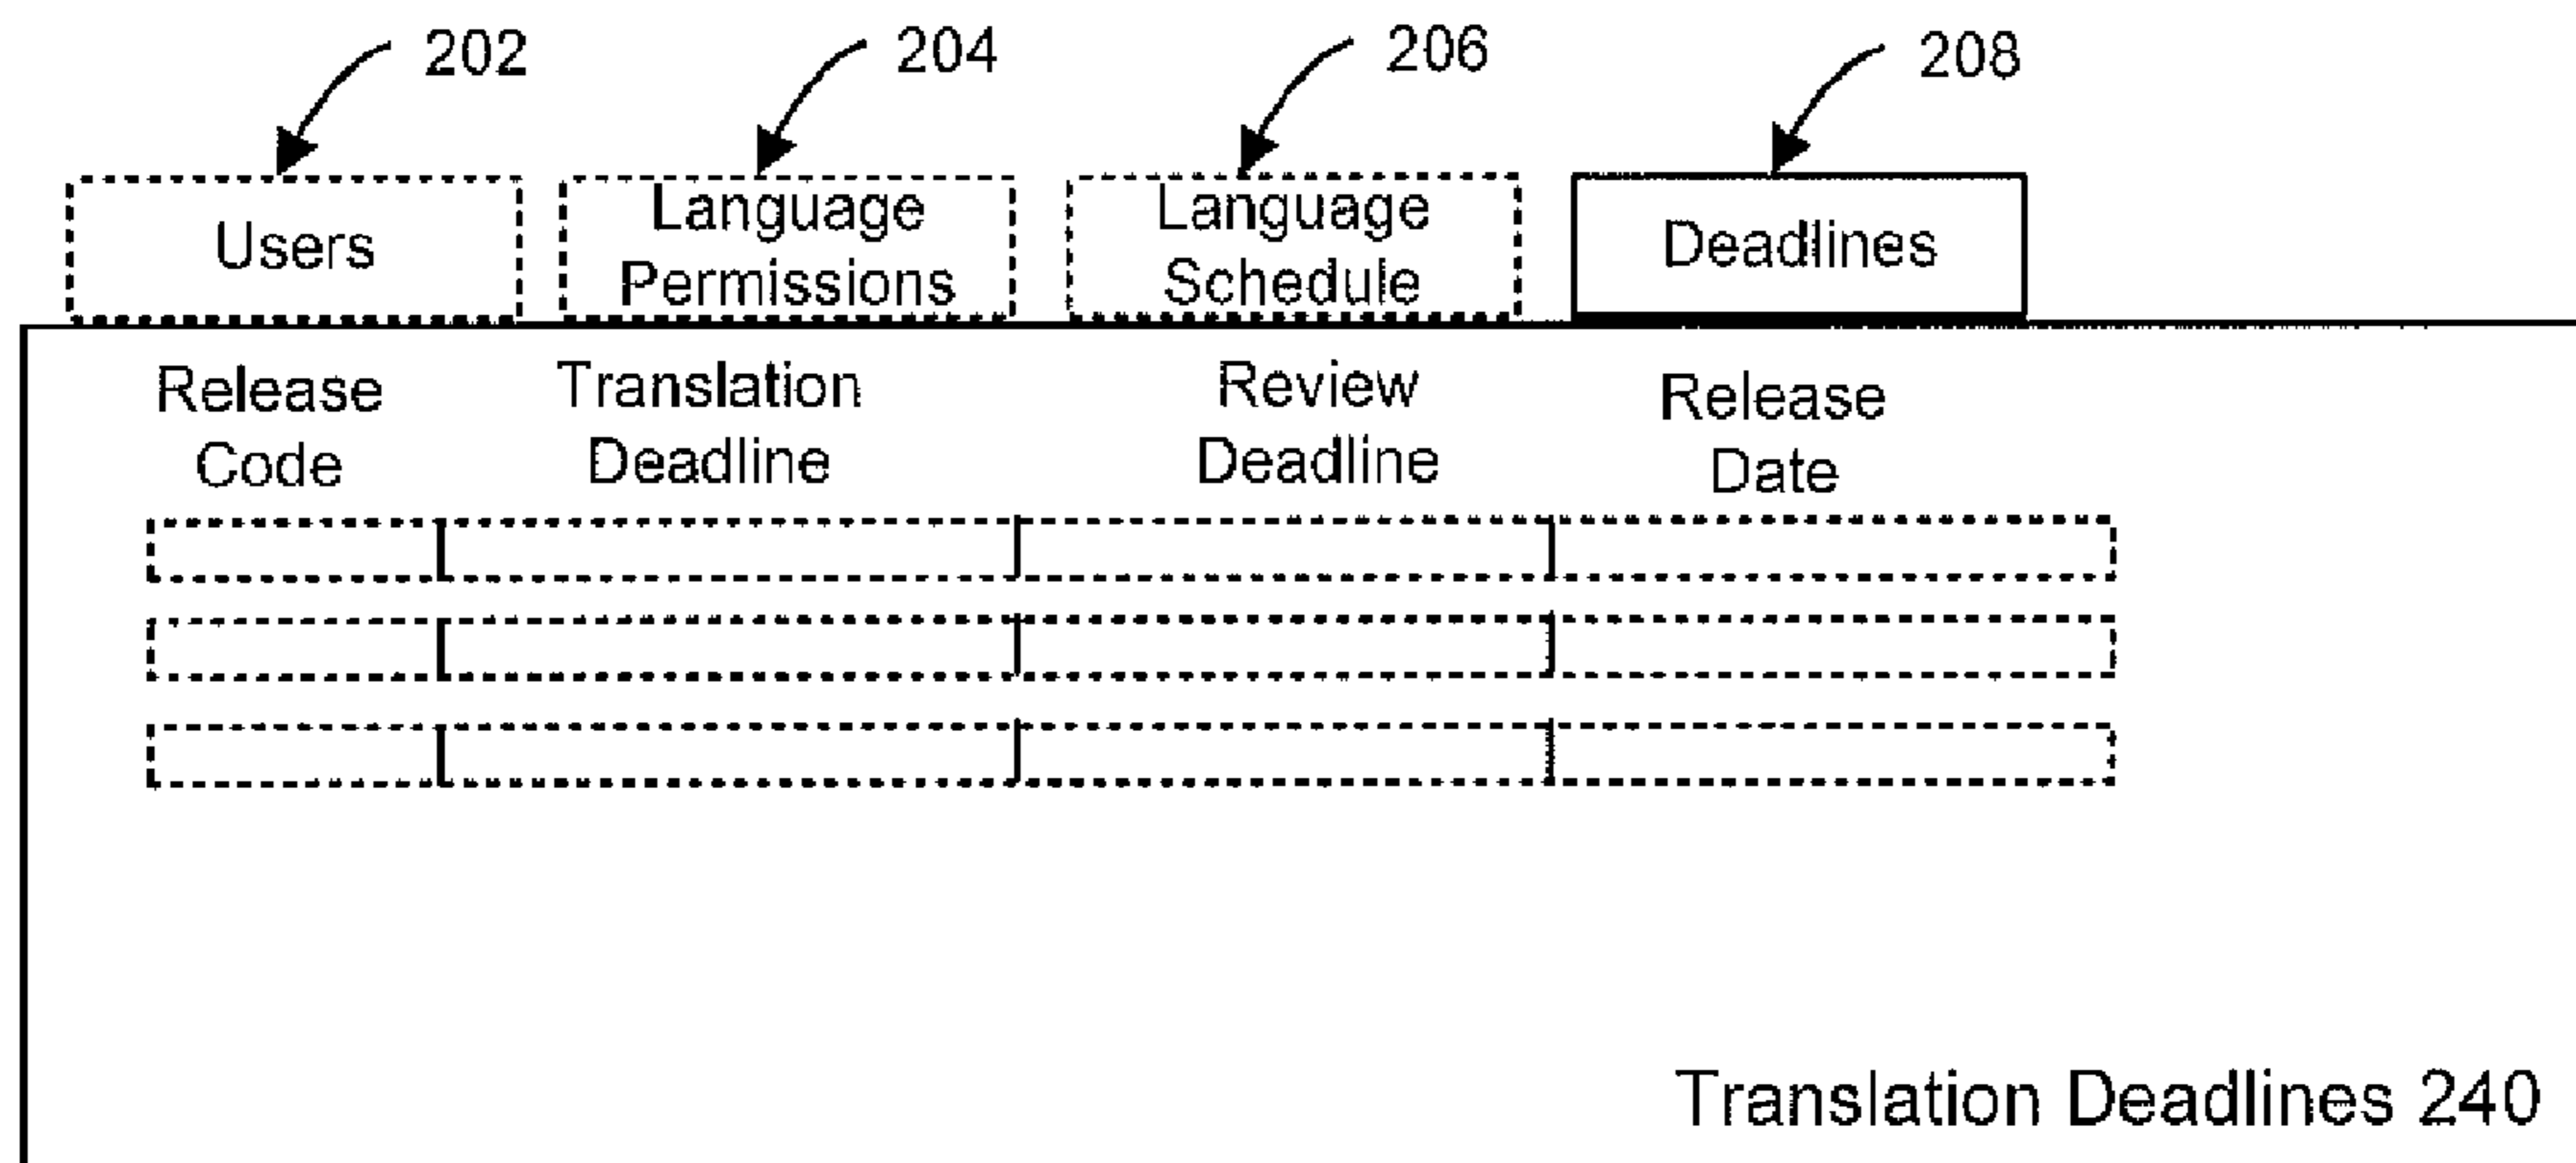 202 204 206 208
Users
Language
Permissions
Language
Schedule
Deadlines
Release
Code
Translation
Deadline
Review
Deadline
Release
Date
Translation Deadlines 240